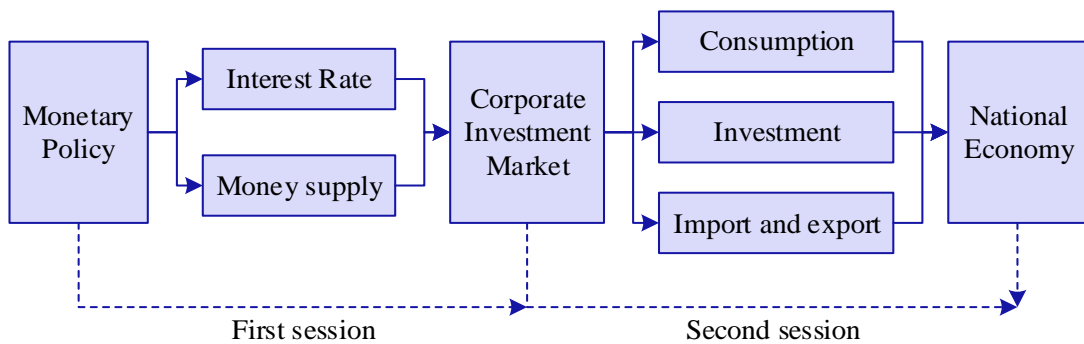 Monetary
Policy
Interest Rate
Money supply
Corporate
Investment
Market
Consumption
Investment
Import and export
National
Economy
First session
Second session